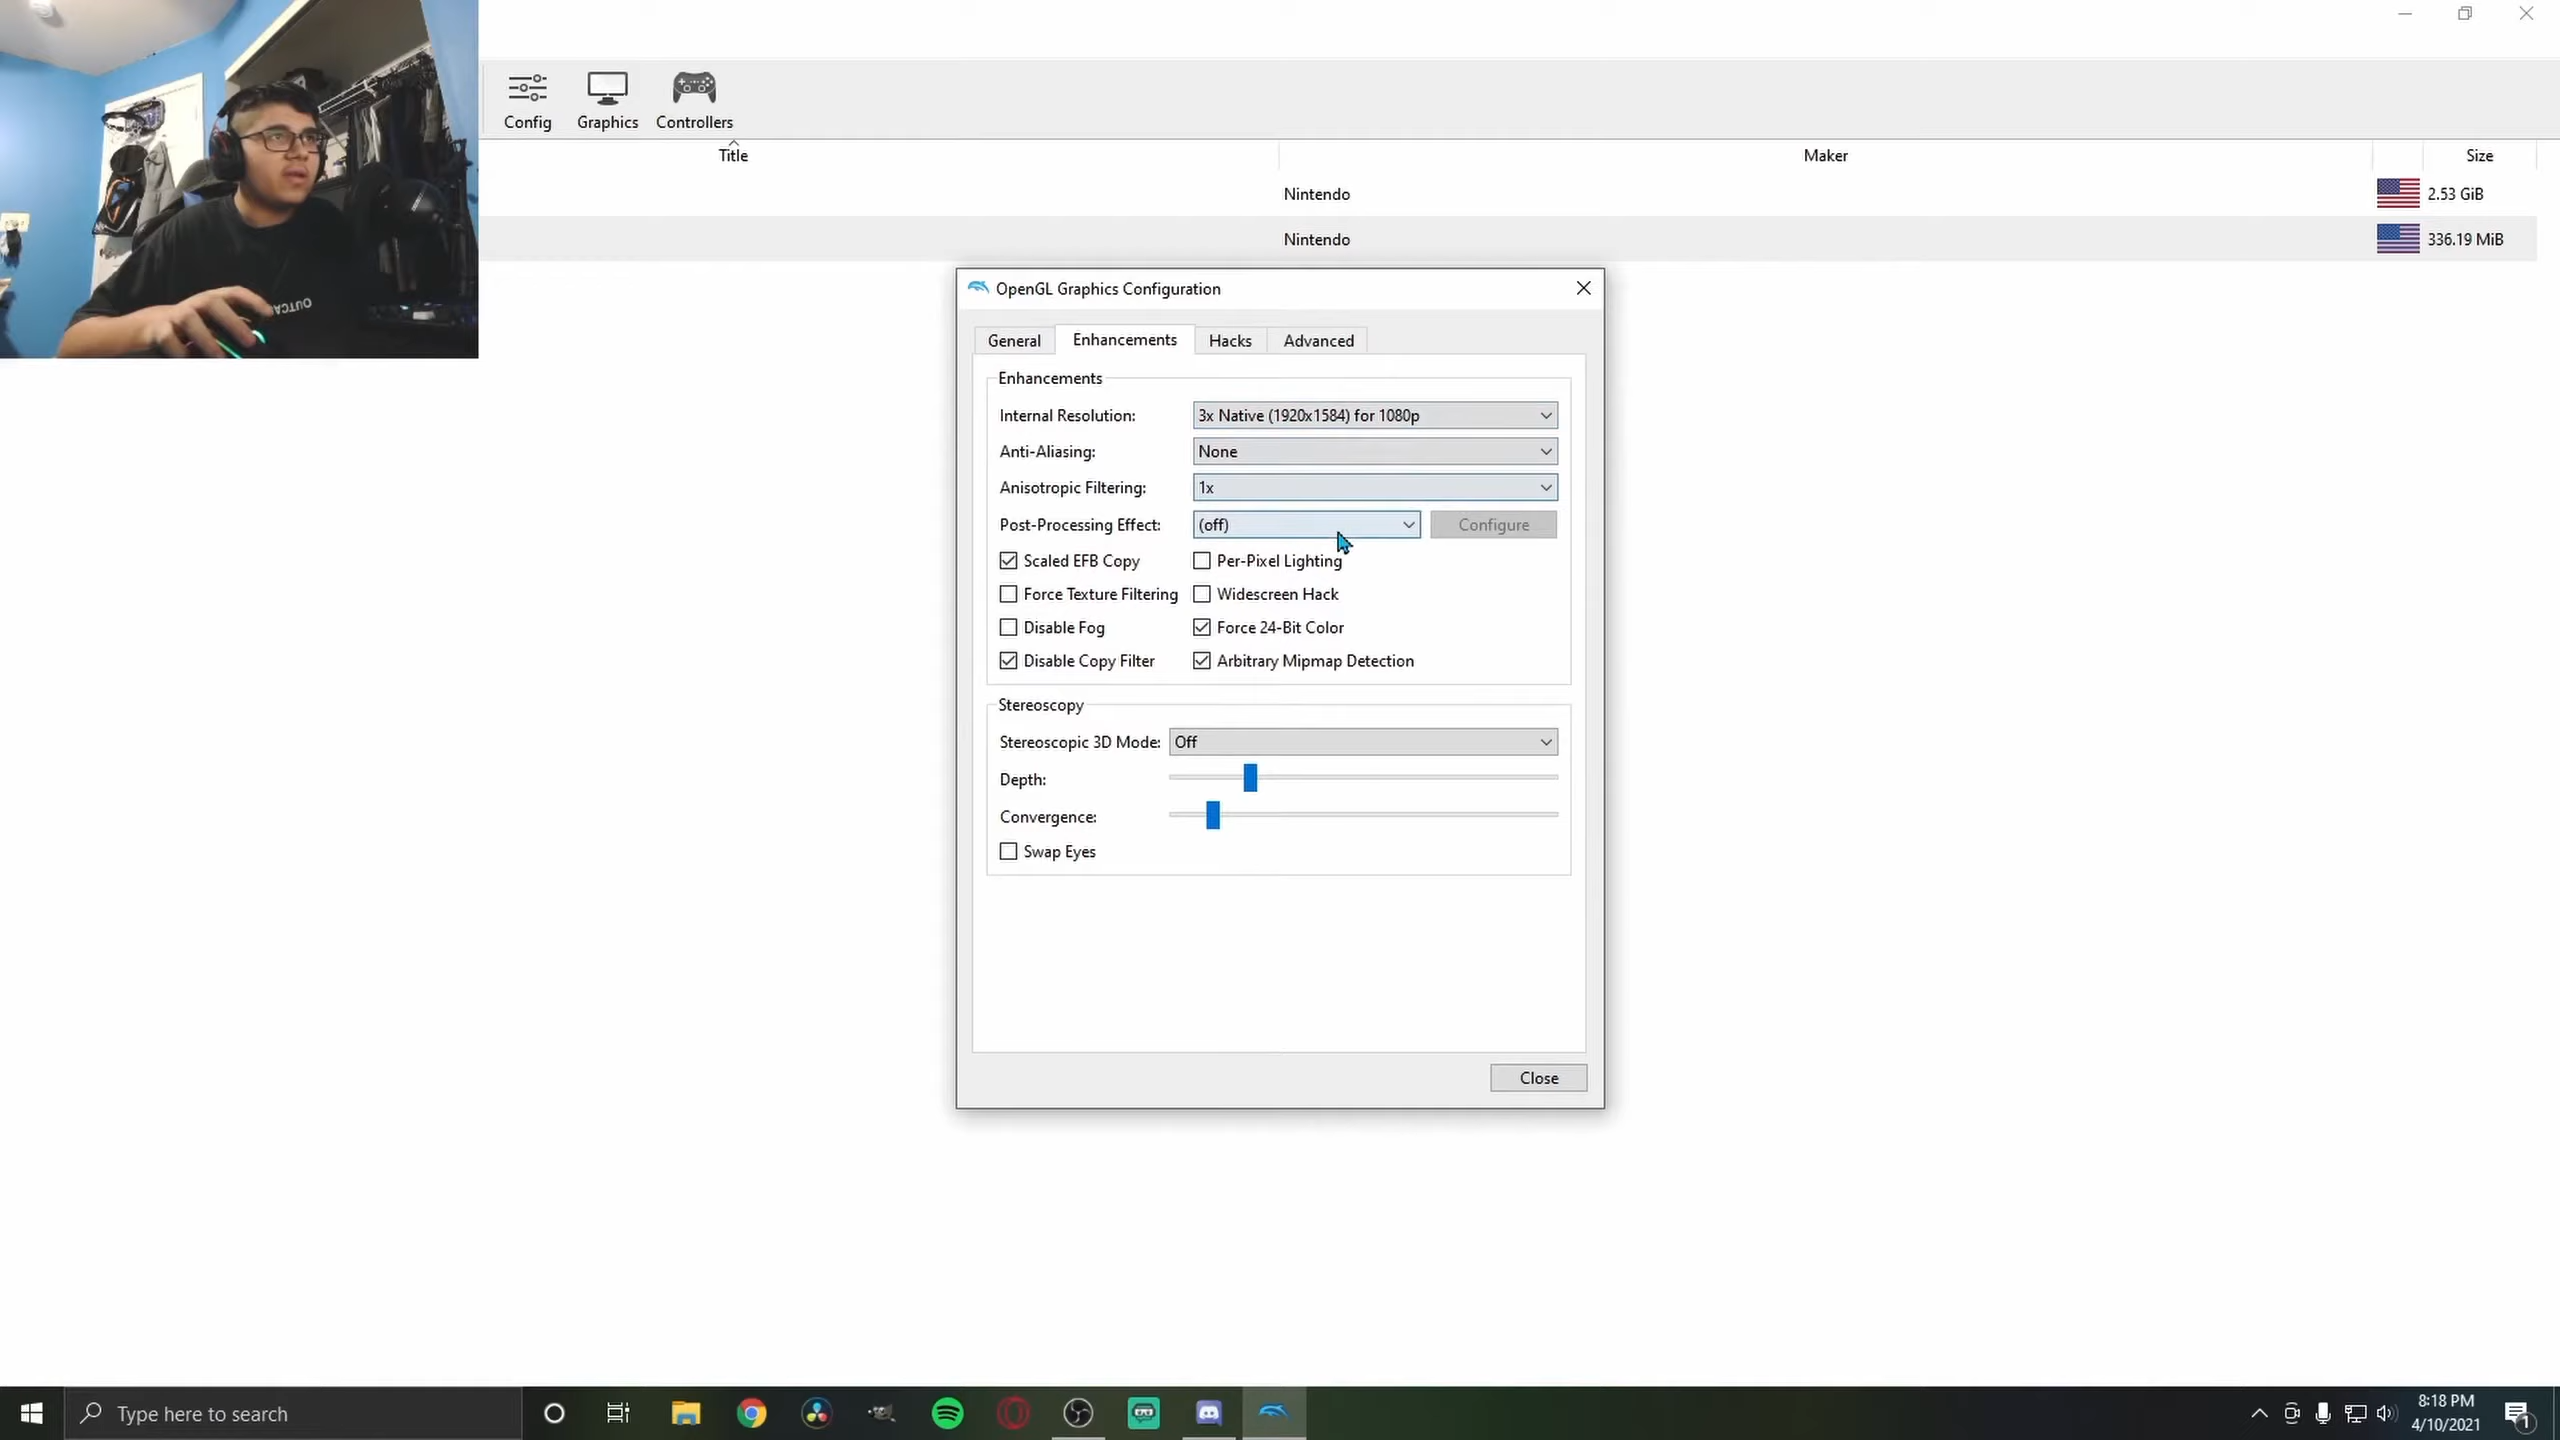 Config Graphics Controllers
Title Maker Size
Nintendo 2.53 GiB
Nintendo 336.19 MiB
OUTCA
OpenGL Graphics Configuration
General Enhancements Hacks Advanced
Enhancements
Internal Resolution: 3x Native (1920x1584) for 1080p
Anti-Aliasing: None
Anisotropic Filtering: 1x
Post-Processing Effect: (off) Configure
Scaled EFB Copy Per-Pixel Lighting
Force Texture Filtering Widescreen Hack
Disable Fog Force 24-Bit Color
Disable Copy Filter Arbitrary Mipmap Detection
Stereoscopy
Stereoscopic 3D Mode: Off
Depth:
Convergence:
Swap Eyes
Close
Type here to search
8:18 PM
4/10/2021
1